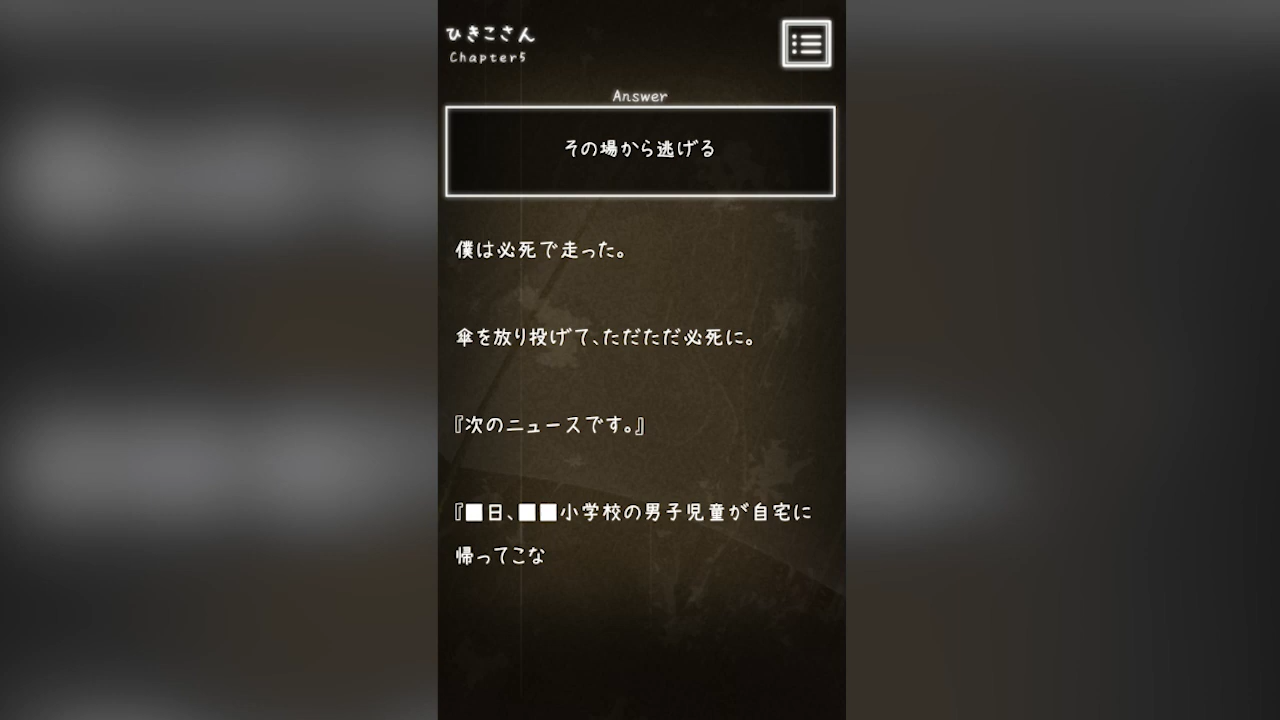 ひきこさん
Chapter5
Answer
その場から逃げる
僕は必死で走った。
傘を放り投げて、ただただ必死に。
『次のニュースです。』
『■日、■■小学校の男子児童が自宅に
帰ってこな